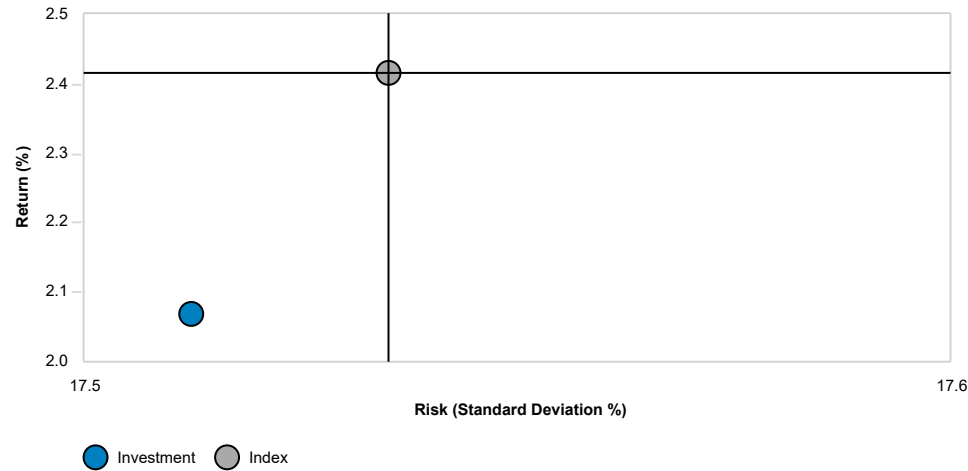 2.5
2.4
2.3
2.2
2.1
2.0
Return (%)
17.5 17.6
Risk (Standard Deviation %)
Investment Index